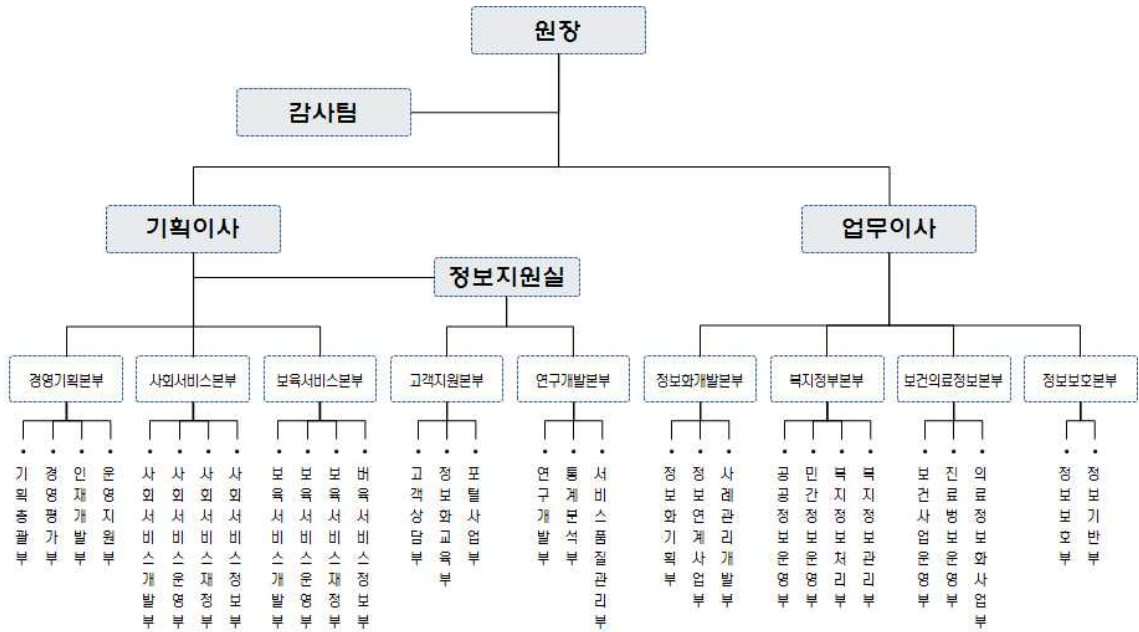 원장
감사팀
기획이사
업무이사
정보지원실
경영기획본부
사회서비스본부
보육서비스본부
고객지원본부
연구개발본부
정보화개발본부
복지정부본부
보건의료정보본부
정보보호본부
• 기획총괄부
• 경영평가부
• 인재개발부
• 운영지원부
• 사회서비스개발부
• 사회서비스운영부
• 사회서비스재정부
• 사회서비스정보부
• 보육서비스개발부
• 보육서비스운영부
• 보육서비스재정부
• 버육서비스정보부
• 고객상담부
• 정보화교육부
• 포털사업부
• 연구개발부
• 통계분석부
• 서비스품질관리부
• 정보화기획부
• 정보연계사업부
• 사례관리개발부
• 공공정보운영부
• 민간정보운영부
• 복지정보처리부
• 복지정보관리부
• 보건사업운영부
• 진료병보운영부
• 의료정보화사업부
• 정보보호부
• 정보기반부